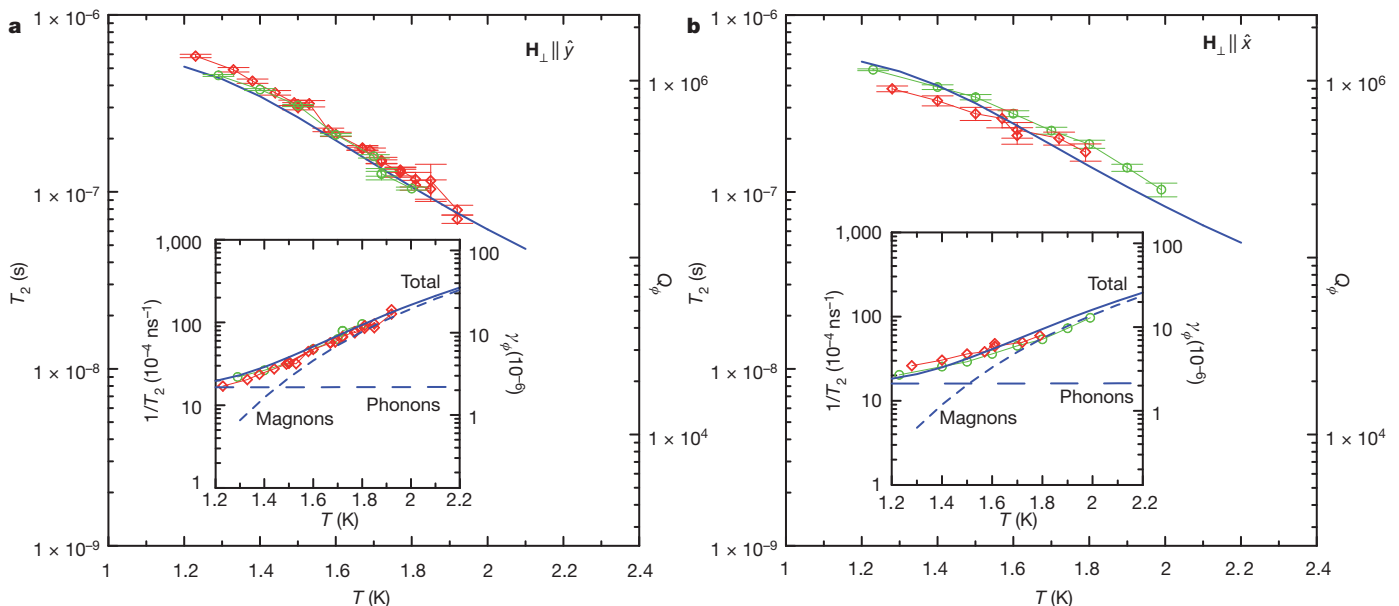 a
H⊥ || ŷ
1 × 10⁻⁶
1 × 10⁻⁷
1 × 10⁻⁸
1 × 10⁻⁹
T₂ (s)
1 × 10⁶
1 × 10⁴
Qφ
1 1.2 1.4 1.6 1.8 2 2.2 2.4
T (K)
1,000
100
10
1
1/T₂ (10⁻⁴ ns⁻¹)
100
10
1
γφ (10⁻⁶)
Total
Phonons
Magnons
1.2 1.4 1.6 1.8 2 2.2
T (K)
b
H⊥ || x̂
1 × 10⁻⁶
1 × 10⁻⁷
1 × 10⁻⁸
1 × 10⁻⁹
T₂ (s)
1 × 10⁶
1 × 10⁴
Qφ
1 1.2 1.4 1.6 1.8 2 2.2 2.4
T (K)
1,000
100
10
1
1/T₂ (10⁻⁴ ns⁻¹)
100
10
1
γφ (10⁻⁶)
Total
Phonons
Magnons
1.2 1.4 1.6 1.8 2 2.2
T (K)